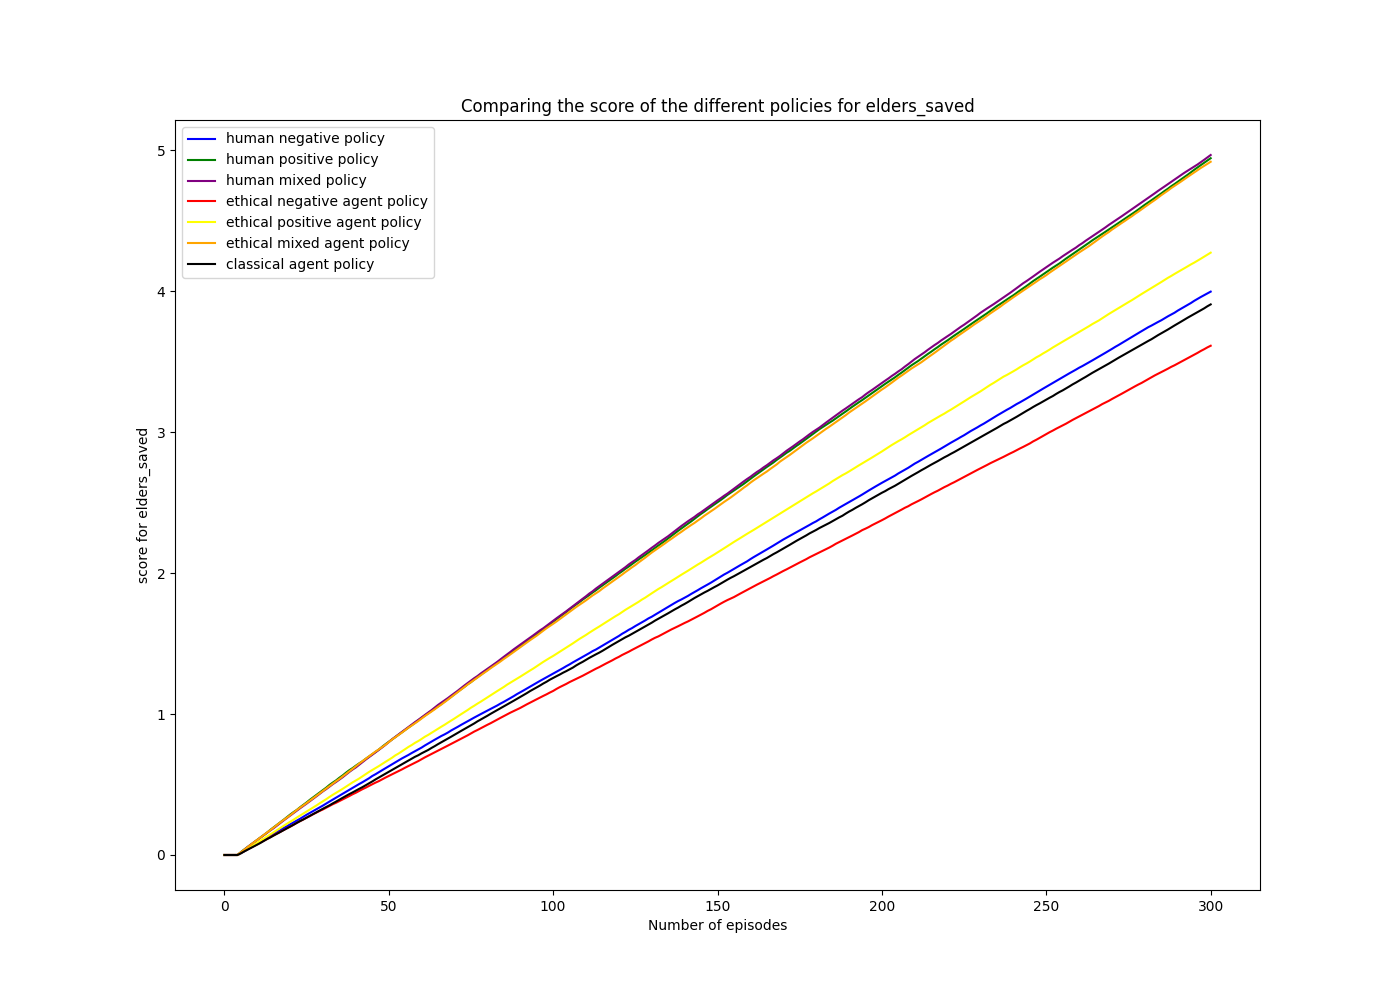 Comparing the score of the different policies for elders_saved
human negative policy
human positive policy
human mixed policy
ethical negative agent policy
ethical positive agent policy
ethical mixed agent policy
classical agent policy
5
4
3
2
1
0
score for elders_saved
0 50 100 150 200 250 300
Number of episodes